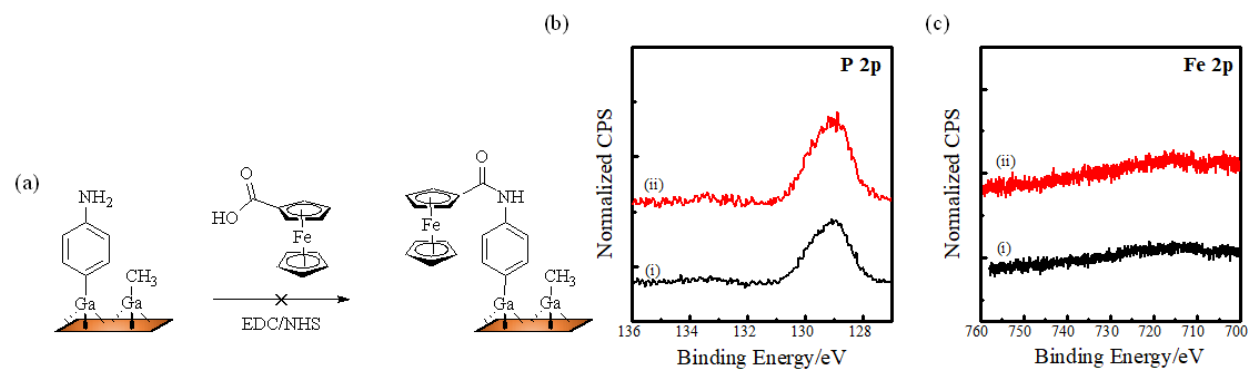 (a)
NH2
Ga
CH3
Ga
O
HO
Fe
EDC/NHS
O
NH
Fe
Ga
CH3
Ga
(b)
P 2p
(ii)
(i)
Normalized CPS
136 134 132 130 128
Binding Energy/eV
(c)
Fe 2p
(ii)
(i)
Normalized CPS
760 750 740 730 720 710 700
Binding Energy/eV